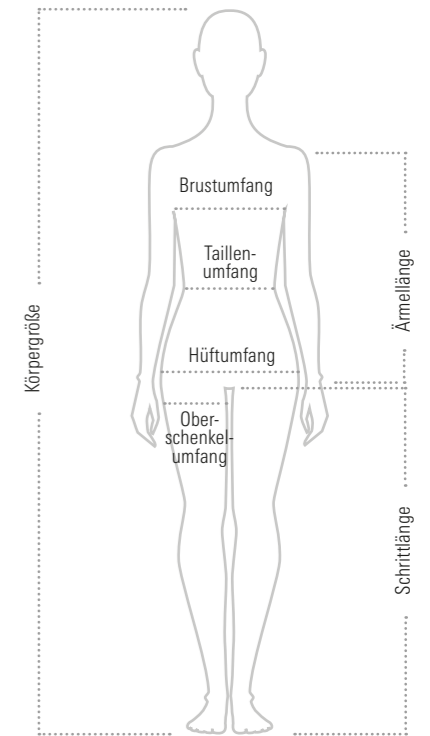 Brustumfang
Taillen-
umfang
Ärmellänge
Körpergröße
Hüftumfang
Ober-
schenkel-
umfang
Schrittlänge